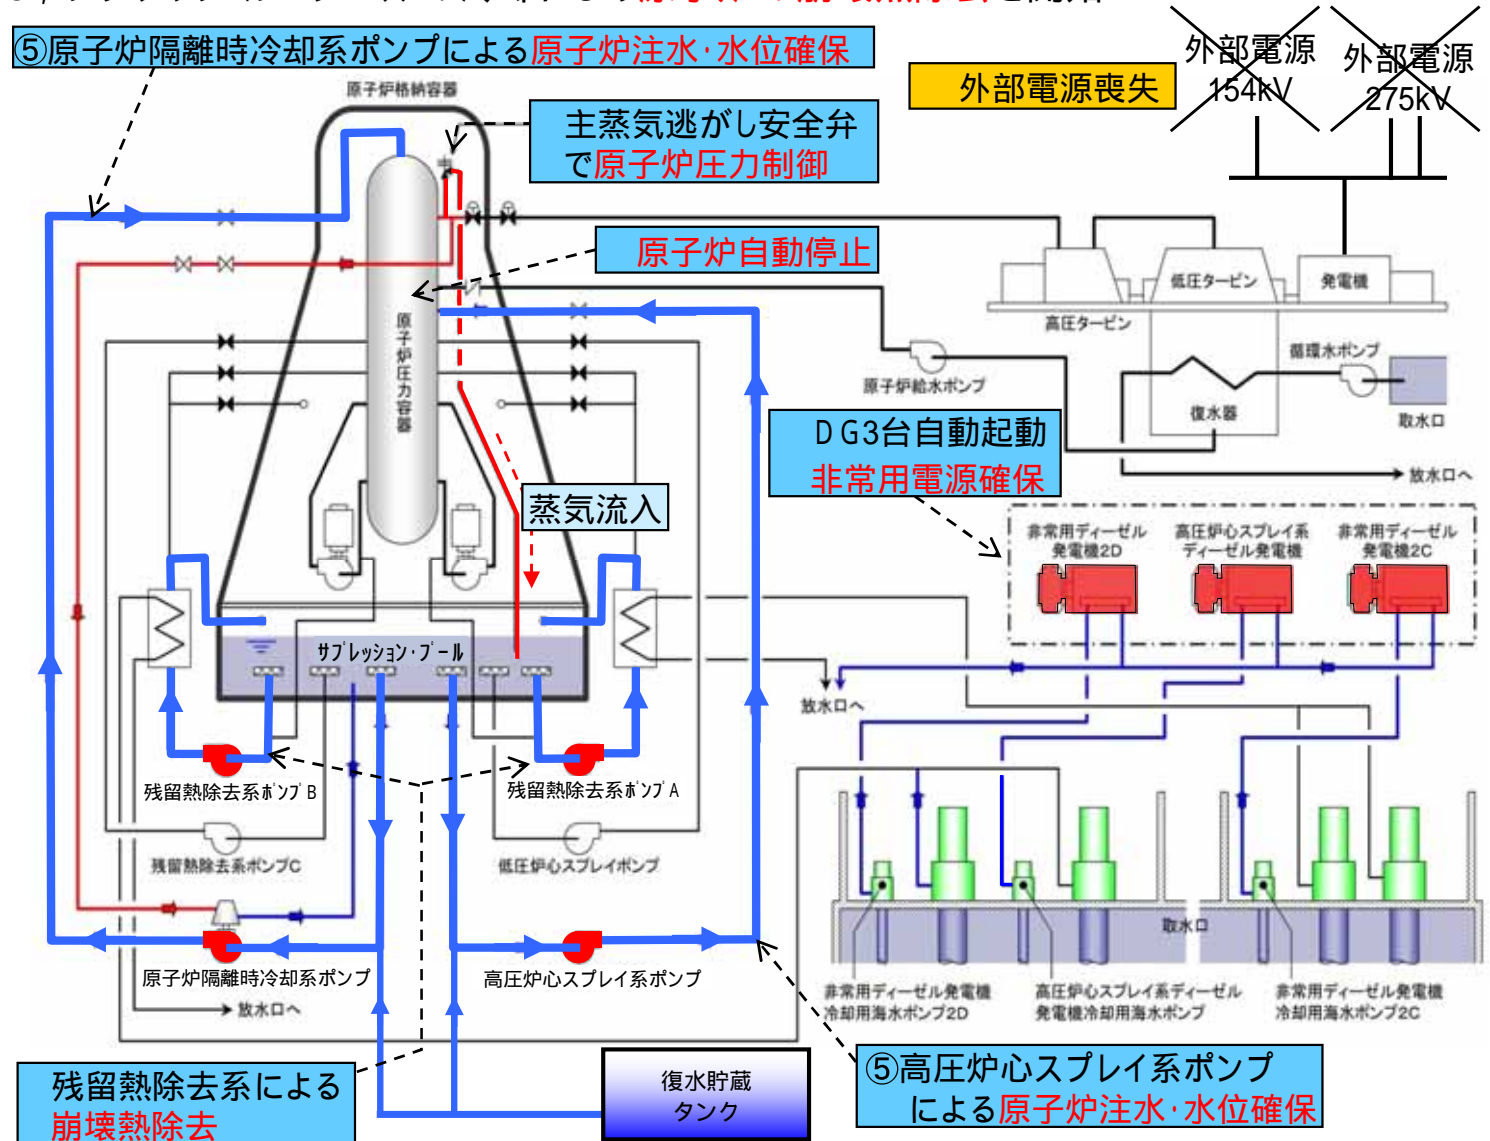 ⑤原子炉隔離時冷却系ポンプによる原子炉注水・水位確保
外部電源喪失
外部電源
154kV
外部電源
275kV
原子炉格納容器
主蒸気逃がし安全弁
で原子炉圧力制御
原子炉自動停止
原子炉圧力容器
低圧タービン
発電機
高圧タービン
循環水ポンプ
原子炉給水ポンプ
復水器
取水口
放水口へ
DG3台自動起動
非常用電源確保
蒸気流入
非常用ディーゼル
発電機2D
高圧炉心スプレイ系
ディーゼル発電機
非常用ディーゼル
発電機2C
サプレッション・プール
放水口へ
残留熱除去系ポンプB
残留熱除去系ポンプA
残留熱除去系ポンプC
低圧炉心スプレイポンプ
取水口
原子炉隔離時冷却系ポンプ
高圧炉心スプレイ系ポンプ
放水口へ
非常用ディーゼル発電機
冷却用海水ポンプ2D
高圧炉心スプレイ系ディーゼル
発電機冷却用海水ポンプ
非常用ディーゼル発電機
冷却用海水ポンプ2C
残留熱除去系による
崩壊熱除去
復水貯蔵
タンク
⑤高圧炉心スプレイ系ポンプ
による原子炉注水・水位確保